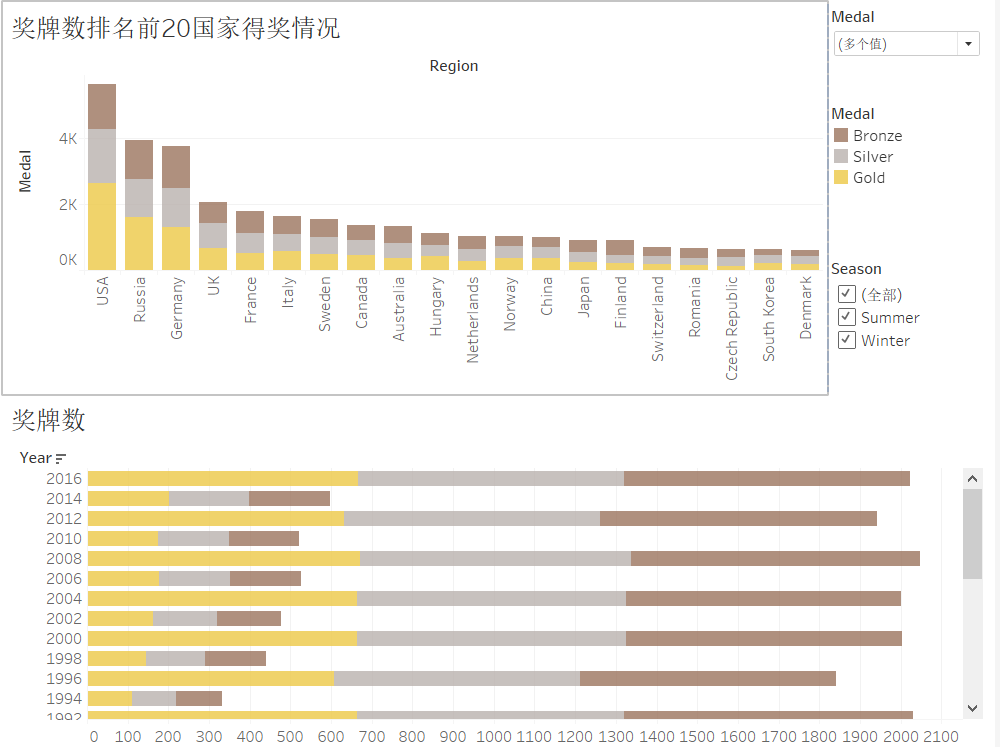 奖牌数排名前20国家得奖情况
Region
Medal
4K
2K
0K
USA
Russia
Germany
UK
France
Italy
Sweden
Canada
Australia
Hungary
Netherlands
Norway
China
Japan
Finland
Switzerland
Romania
Czech Republic
South Korea
Denmark
Medal
(多个值)
Medal
Bronze
Silver
Gold
Season
(全部)
Summer
Winter
奖牌数
Year
2016
2014
2012
2010
2008
2006
2004
2002
2000
1998
1996
1994
1992
0 100 200 300 400 500 600 700 800 900 1000 1100 1200 1300 1400 1500 1600 1700 1800 1900 2000 2100